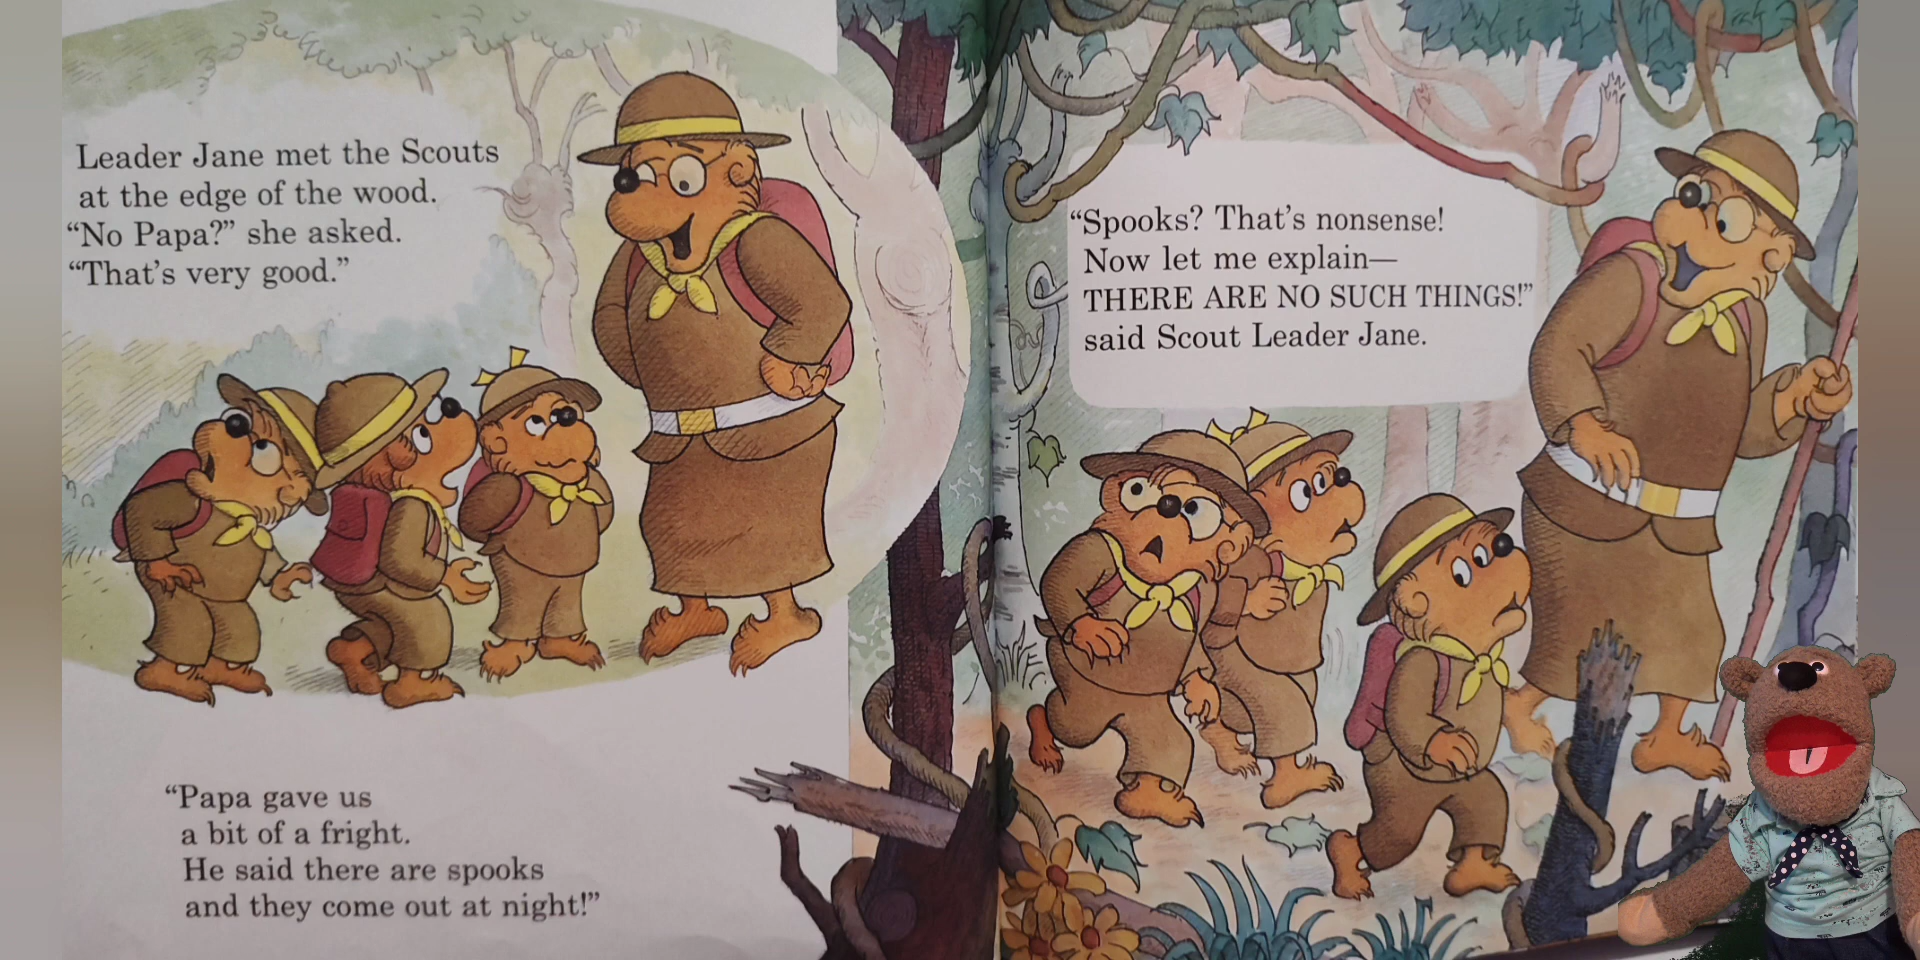 Leader Jane met the Scouts
at the edge of the wood.
“No Papa?” she asked.
“That’s very good.”
“Papa gave us
a bit of a fright.
He said there are spooks
and they come out at night!”
“Spooks? That’s nonsense!
Now let me explain—
THERE ARE NO SUCH THINGS!”
said Scout Leader Jane.